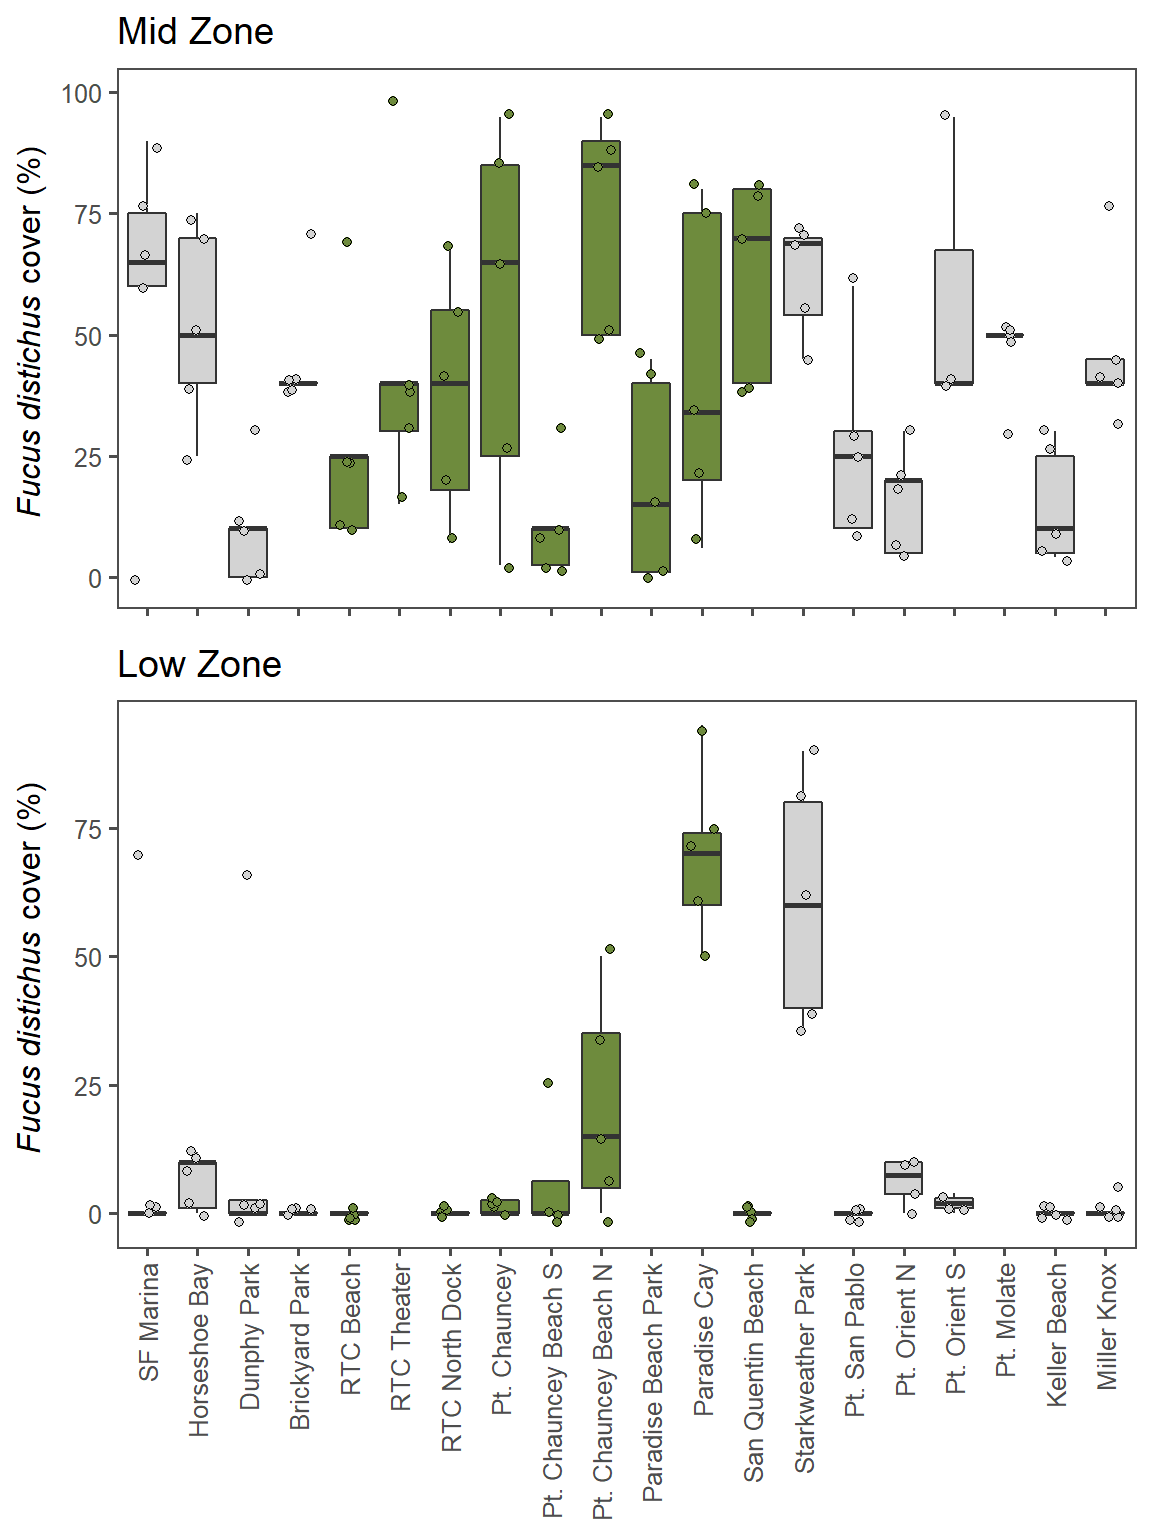 Mid Zone
Fucus distichus cover (%)
100
75
50
25
0
Low Zone
Fucus distichus cover (%)
75
50
25
0
SF Marina
Horseshoe Bay
Dunphy Park
Brickyard Park
RTC Beach
RTC Theater
RTC North Dock
Pt. Chauncey
Pt. Chauncey Beach S
Pt. Chauncey Beach N
Paradise Beach Park
Paradise Cay
San Quentin Beach
Starkweather Park
Pt. San Pablo
Pt. Orient N
Pt. Orient S
Pt. Molate
Keller Beach
Miller Knox